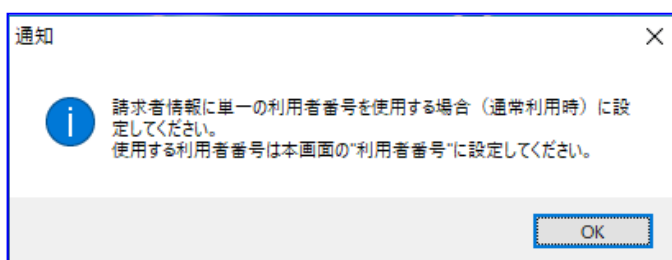 通知
請求者情報に単一の利用者番号を使用する場合（通常利用時）に設
定してください。
使用する利用者番号は本画面の"利用者番号"に設定してください。
OK